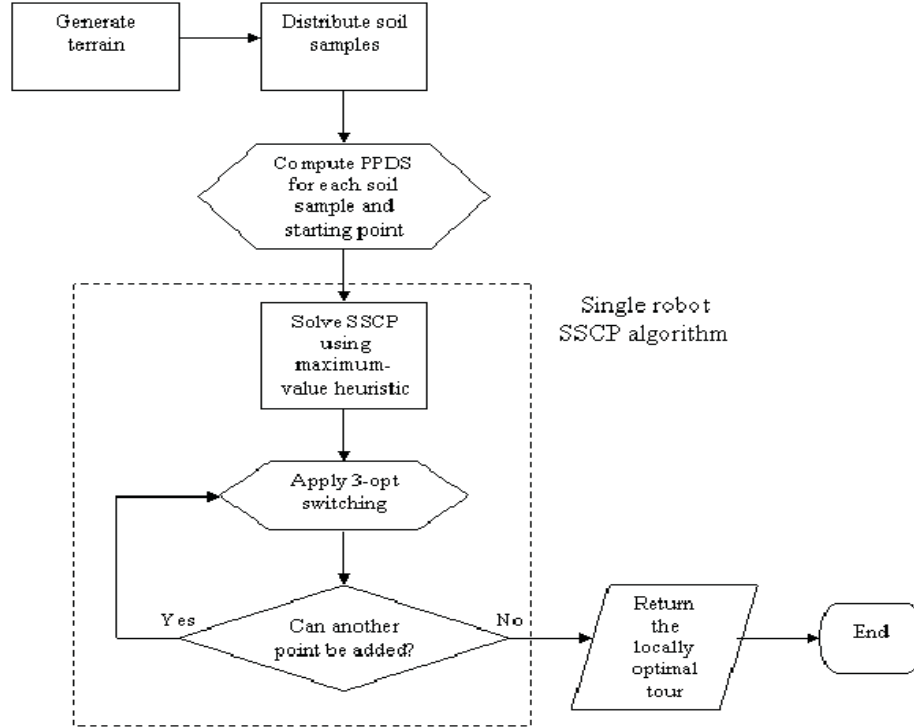 Generate
terrain
Distribute soil
samples
Compute PPDS
for each soil
sample and
starting point
Single robot
SSCP algorithm
Solve SSCP
using
maximum-
value heuristic
Apply 3-opt
switching
Yes
Can another
point be added?
No
Return
the
locally
optimal
tour
End